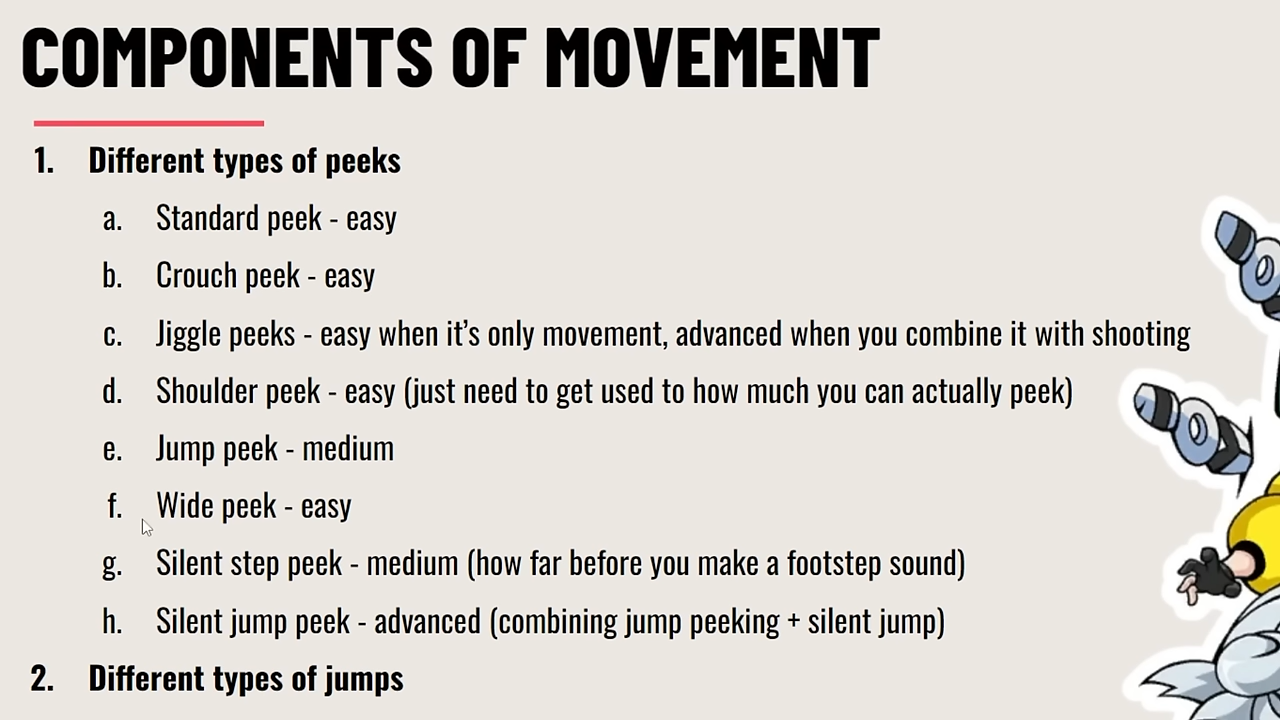 COMPONENTS OF MOVEMENT
1. Different types of peeks
a. Standard peek - easy
b. Crouch peek - easy
c. Jiggle peeks - easy when it’s only movement, advanced when you combine it with shooting
d. Shoulder peek - easy (just need to get used to how much you can actually peek)
e. Jump peek - medium
f. Wide peek - easy
g. Silent step peek - medium (how far before you make a footstep sound)
h. Silent jump peek - advanced (combining jump peeking + silent jump)
2. Different types of jumps